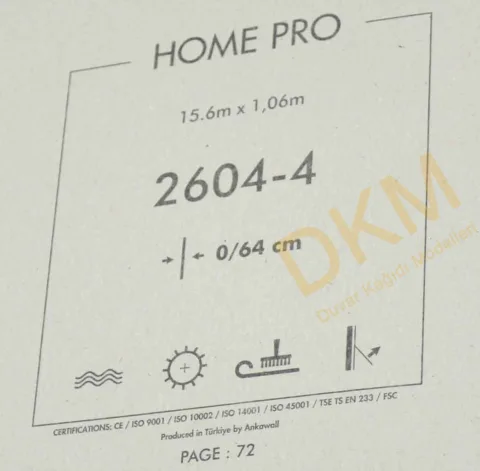 HOME PRO
15.6m x 1,06m
2604-4
0/64 cm
DKM
Duvar Kağıdı Modelleri
CERTIFICATIONS: CE / ISO 9001 / ISO 10002 / ISO 14001 / ISO 45001 / TSE TS EN 233 / FSC
Produced in Türkiye by Ankawall
PAGE : 72